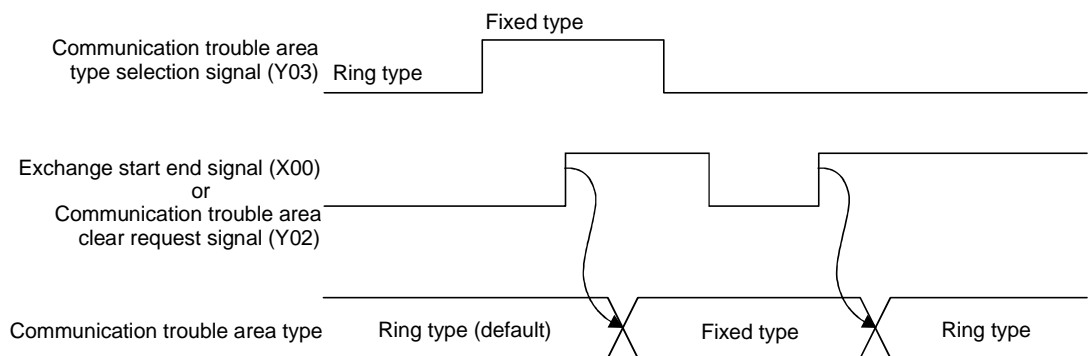 Fixed type
Communication trouble area
type selection signal (Y03)
Ring type
Exchange start end signal (X00)
or
Communication trouble area
clear request signal (Y02)
Communication trouble area type
Ring type (default)
Fixed type
Ring type